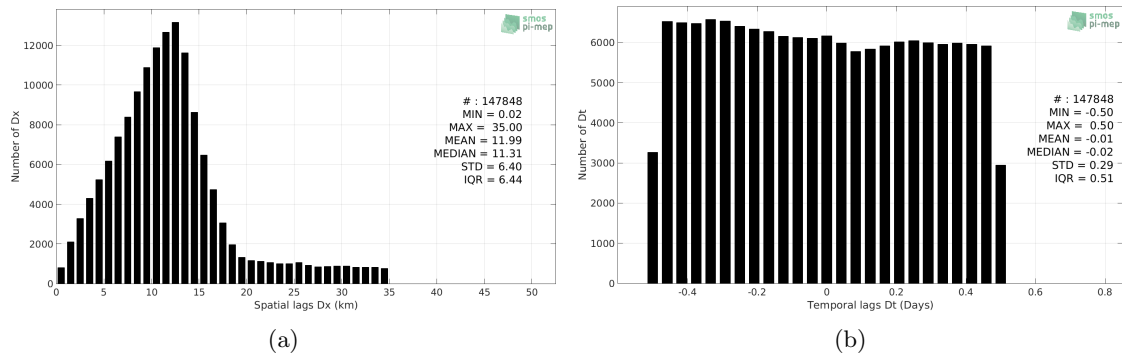 smos
pi-mep
12000
10000
8000
6000
4000
2000
0
Number of Dx
# : 147848
MIN = 0.02
MAX = 35.00
MEAN = 11.99
MEDIAN = 11.31
STD = 6.40
IQR = 6.44
0 5 10 15 20 25 30 35 40 45 50
Spatial lags Dx (km)
(a)
smos
pi-mep
6000
5000
4000
3000
2000
1000
0
Number of Dt
# : 147848
MIN = -0.50
MAX = 0.50
MEAN = -0.01
MEDIAN = -0.02
STD = 0.29
IQR = 0.51
-0.4 -0.2 0 0.2 0.4 0.6 0.8
Temporal lags Dt (Days)
(b)